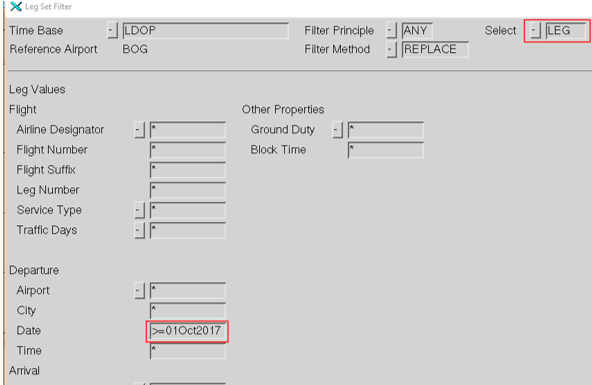 Leg Set Filter
Time Base - LDOP Filter Principle - ANY Select - LEG
Reference Airport BOG Filter Method - REPLACE
Leg Values
Flight Other Properties
Airline Designator - * Ground Duty - *
Flight Number * Block Time *
Flight Suffix *
Leg Number *
Service Type - *
Traffic Days - *
Departure
Airport - *
City *
Date >=01Oct2017
Time *
Arrival